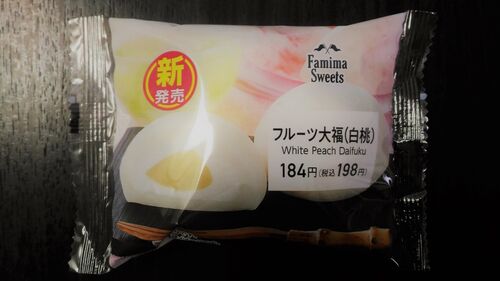 新
発売
Famima
Sweets
フルーツ大福(白桃)
White Peach Daifuku
184円(税込198円)